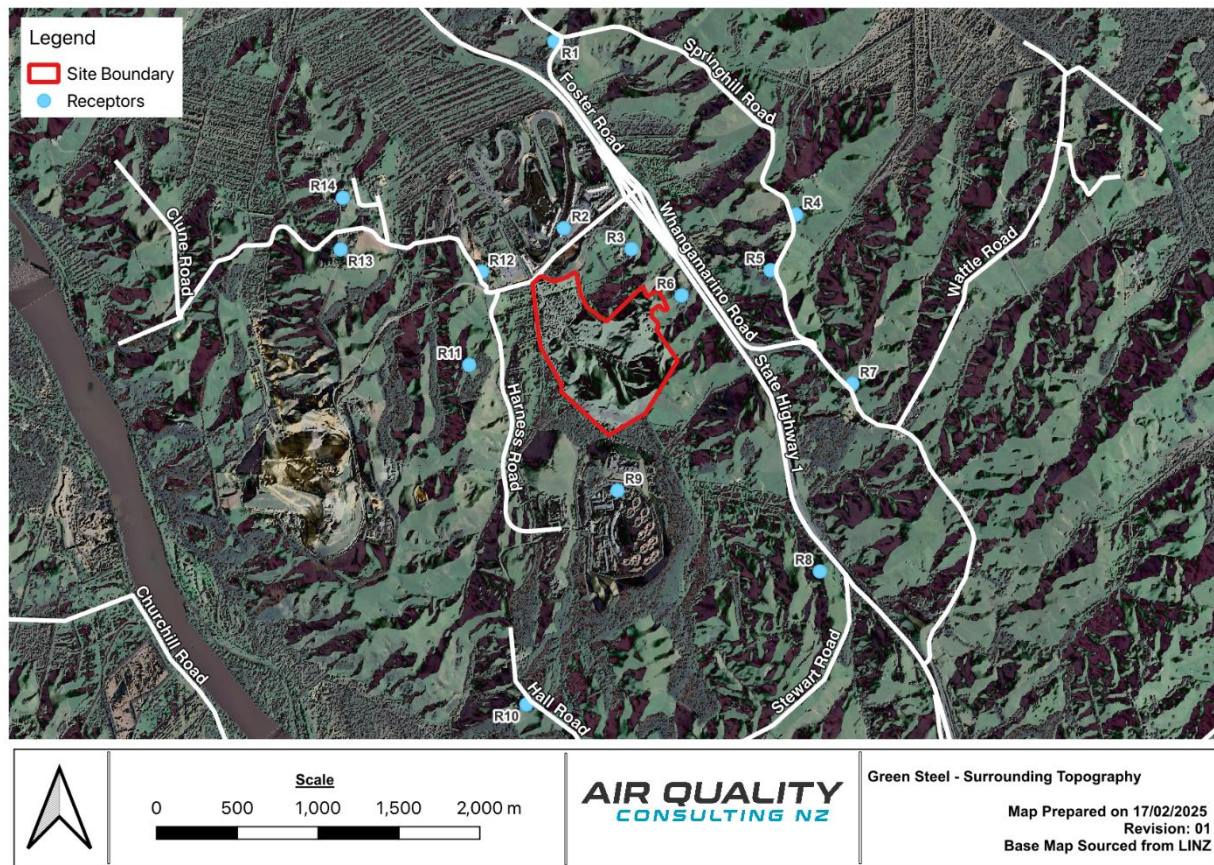 Legend
Site Boundary
Receptors
R1
Springhill Road
Foster Road
R14
R4
Clune Road
R2
R3
Whangamarino Road
R13
R12
R5
Wattle Road
R6
R11
R7
Harness Road
State Highway 1
R9
R8
Churchill Road
Stewart Road
R10
Hall Road
Scale
0 500 1,000 1,500 2,000 m
AIR QUALITY
CONSULTING NZ
Green Steel - Surrounding Topography
Map Prepared on 17/02/2025
Revision: 01
Base Map Sourced from LINZ